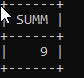 +------+
| SUMM |
+------+
|    9 |
+------+